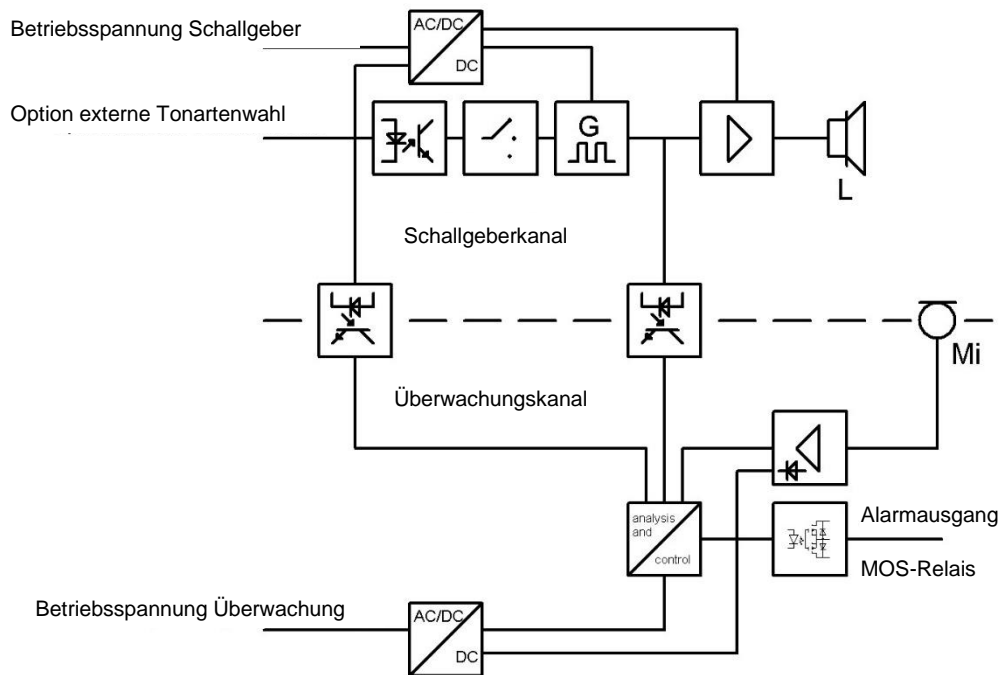 Betriebsspannung Schallgeber
AC/DC
DC
Option externe Tonartenwahl
G
L
Schallgeberkanal
Mi
Überwachungskanal
analysis
and
control
Alarmausgang
MOS-Relais
Betriebsspannung Überwachung
AC/DC
DC